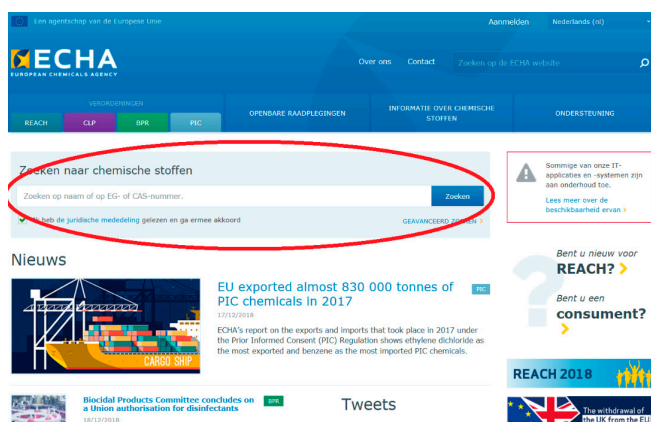 Een agentschap van de Europese Unie
Aanmelden
Nederlands (nl)
ECHA
EUROPEAN CHEMICALS AGENCY
Over ons
Contact
Zoeken op de ECHA website
VERORDENINGEN
REACH
CLP
BPR
PIC
OPENBARE RAADPLEGINGEN
INFORMATIE OVER CHEMISCHE
STOFFEN
ONDERSTEUNING
Zoeken naar chemische stoffen
Zoeken op naam of op EG- of CAS-nummer.
Zoeken
Ik heb de juridische mededeling gelezen en ga ermee akkoord
GEAVANCEERD ZOEKEN >
Sommige van onze IT-
applicaties en -systemen zijn
aan onderhoud toe.
Lees meer over de
beschikbaarheid ervan >
Nieuws
CARGO SHIP
EU exported almost 830 000 tonnes of
PIC chemicals in 2017
PIC
17/12/2018
ECHA's report on the exports and imports that took place in 2017 under
the Prior Informed Consent (PIC) Regulation shows ethylene dichloride as
the most exported and benzene as the most imported PIC chemicals.
Bent u nieuw voor
REACH? >
Bent u een
consument?
>
REACH 2018
Biocidal Products Committee concludes on
a Union authorisation for disinfectants
BPR
18/12/2018
Tweets
The withdrawal of
the UK from the EU